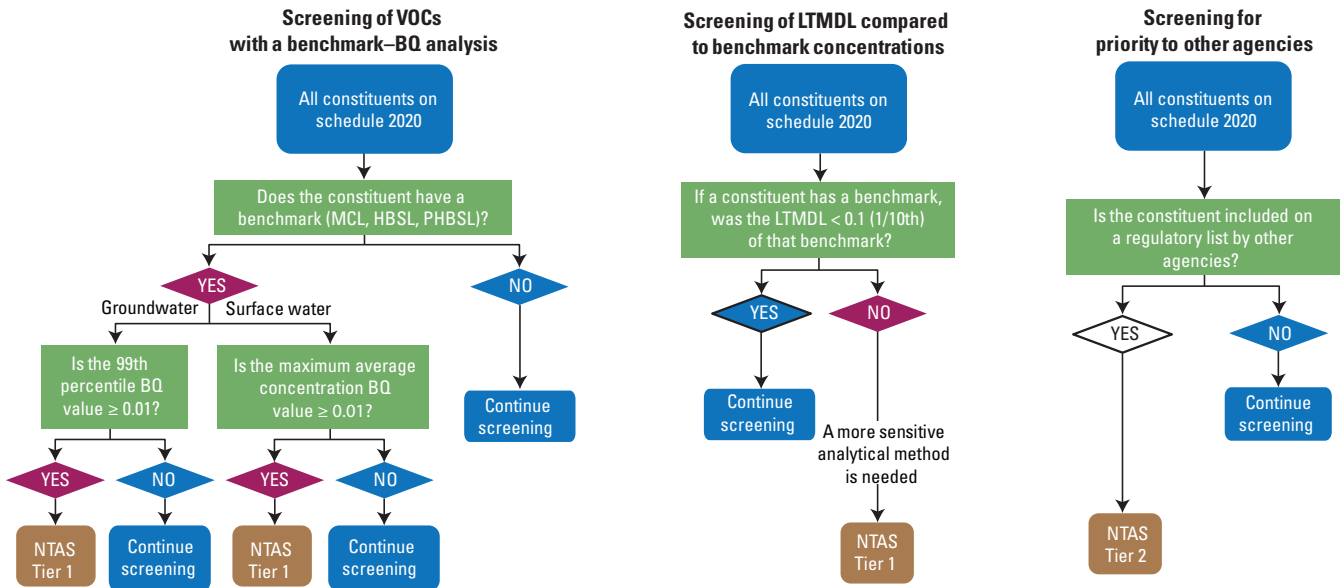 Screening of VOCs
with a benchmark–BQ analysis
All constituents on
schedule 2020
Does the constituent have a
benchmark (MCL, HBSL, PHBSL)?
YES
NO
Groundwater
Surface water
Is the 99th
percentile BQ
value ≥ 0.01?
Is the maximum average
concentration BQ
value ≥ 0.01?
Continue
screening
YES
NO
YES
NO
NTAS
Tier 1
Continue
screening
NTAS
Tier 1
Continue
screening
Screening of LTMDL compared
to benchmark concentrations
All constituents on
schedule 2020
If a constituent has a benchmark,
was the LTMDL < 0.1 (1/10th)
of that benchmark?
YES
NO
Continue
screening
A more sensitive
analytical method
is needed
NTAS
Tier 1
Screening for
priority to other agencies
All constituents on
schedule 2020
Is the constituent included on
a regulatory list by other
agencies?
YES
NO
Continue
screening
NTAS
Tier 2